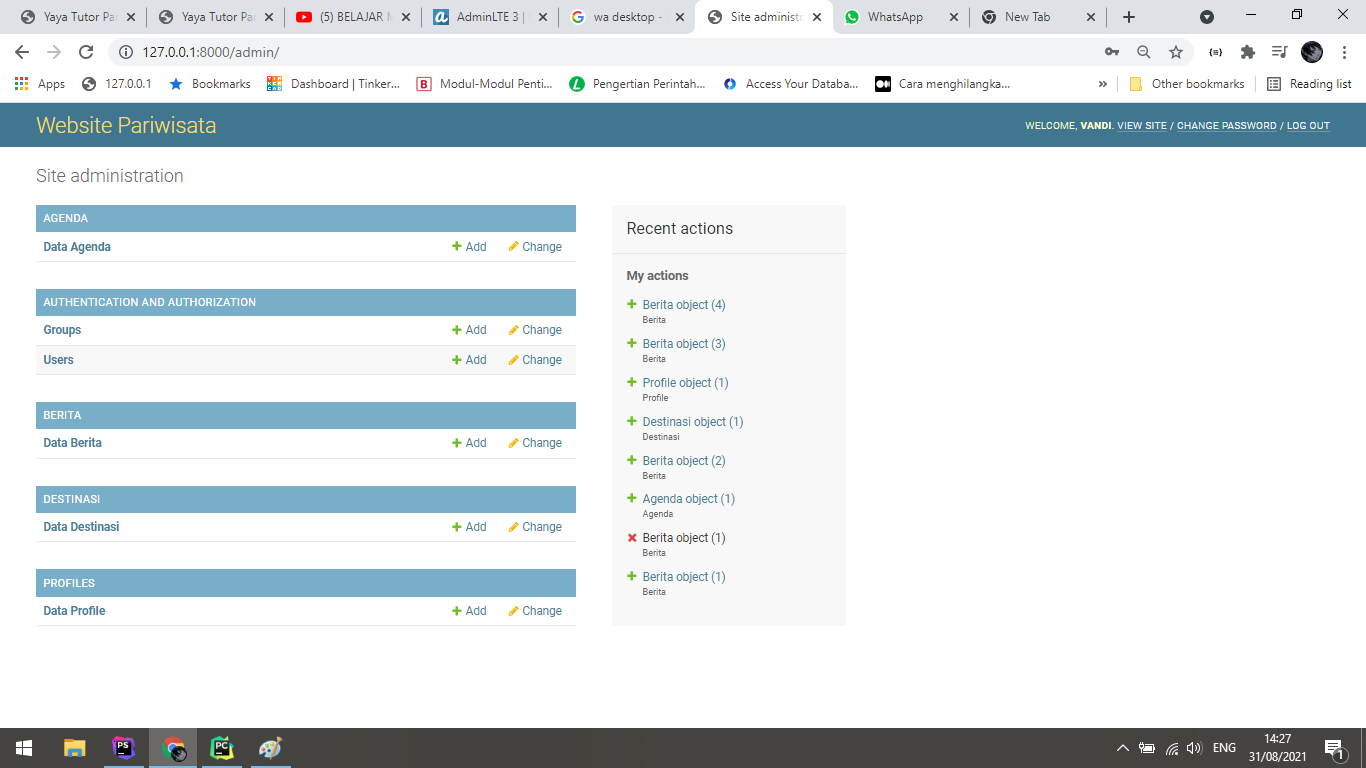 Yaya Tutor Pa
Yaya Tutor Pa
(5) BELAJAR
AdminLTE 3 |
wa desktop -
Site administr
WhatsApp
New Tab
127.0.0.1:8000/admin/
Apps
127.0.0.1
Bookmarks
Dashboard | Tinker...
Modul-Modul Penti...
Pengertian Perintah...
Access Your Databa...
Cara menghilangka...
»
Other bookmarks
Reading list
Website Pariwisata
WELCOME, VANDI. VIEW SITE / CHANGE PASSWORD / LOG OUT
Site administration
AGENDA
Data Agenda Add Change
AUTHENTICATION AND AUTHORIZATION
Groups Add Change
Users Add Change
BERITA
Data Berita Add Change
DESTINASI
Data Destinasi Add Change
PROFILES
Data Profile Add Change
Recent actions
My actions
Berita object (4)
Berita
Berita object (3)
Berita
Profile object (1)
Profile
Destinasi object (1)
Destinasi
Berita object (2)
Berita
Agenda object (1)
Agenda
Berita object (1)
Berita
Berita object (1)
Berita
PS
PC
ENG
14:27
31/08/2021
1